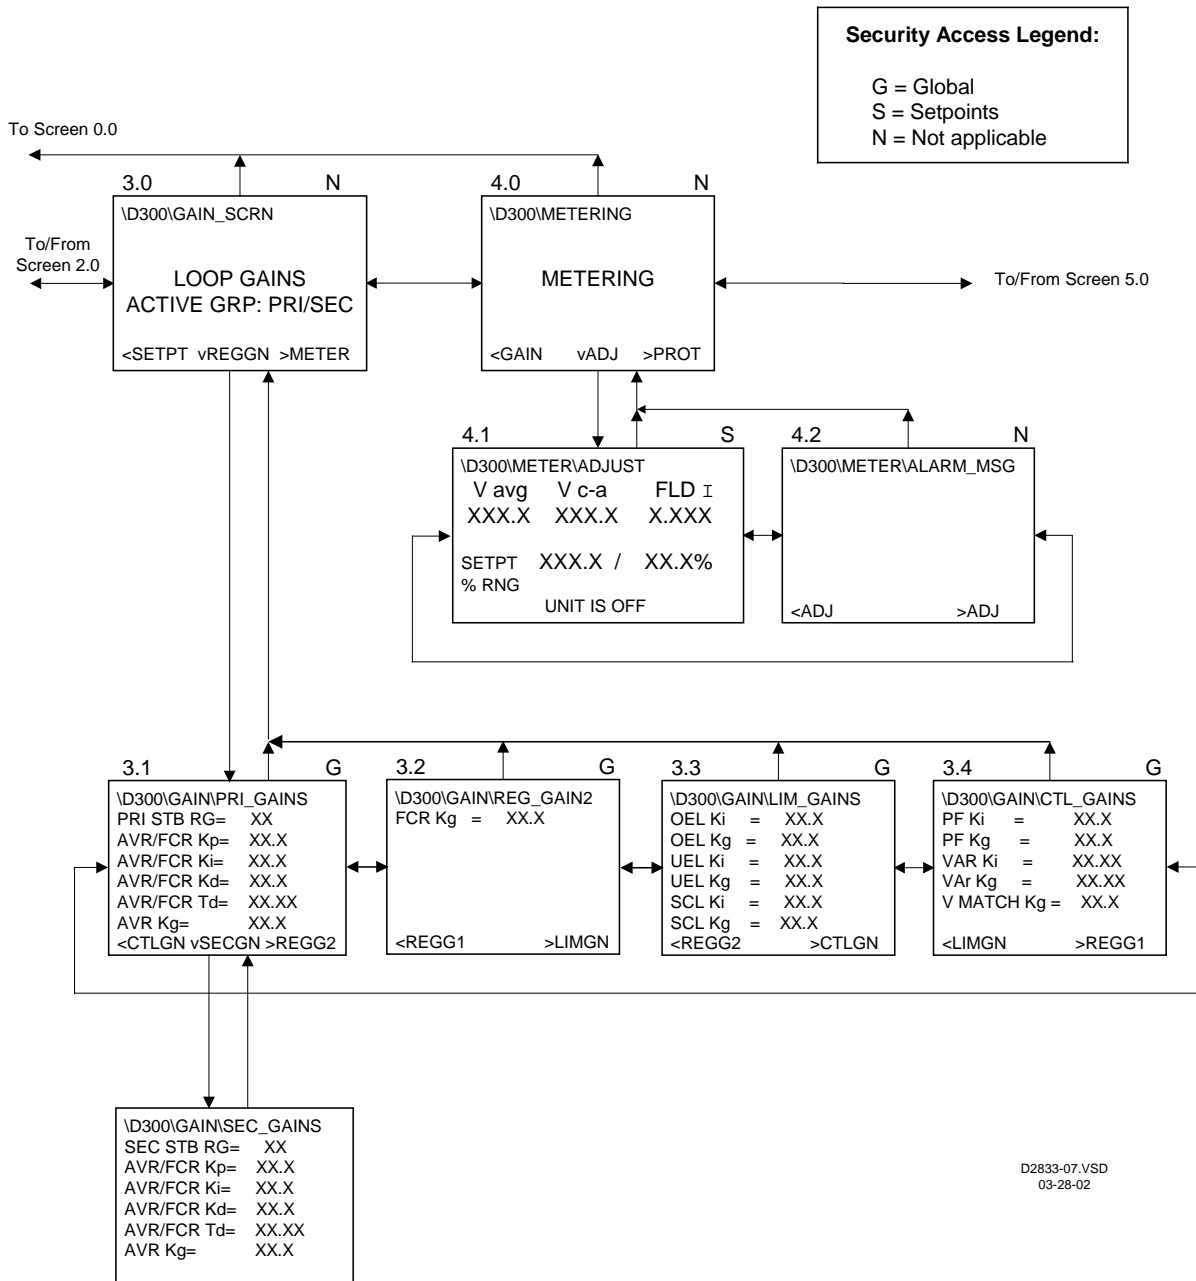 Security Access Legend:
G = Global
S = Setpoints
N = Not applicable
To Screen 0.0
3.0 N
\D300\GAIN_SCRN
LOOP GAINS
ACTIVE GRP: PRI/SEC
<SETPT vREGGN >METER
To/From
Screen 2.0
4.0 N
\D300\METERING
METERING
<GAIN vADJ >PROT
To/From Screen 5.0
4.1 S
\D300\METER\ADJUST
V avg V c-a FLD I
XXX.X XXX.X X.XXX
SETPT XXX.X / XX.X%
% RNG
UNIT IS OFF
4.2 N
\D300\METER\ALARM_MSG
<ADJ >ADJ
3.1 G
\D300\GAIN\PRI_GAINS
PRI STB RG= XX
AVR/FCR Kp= XX.X
AVR/FCR Ki= XX.X
AVR/FCR Kd= XX.X
AVR/FCR Td= XX.XX
AVR Kg= XX.X
<CTLGN vSECGN >REGG2
3.2 G
\D300\GAIN\REG_GAIN2
FCR Kg = XX.X
<REGG1 >LIMGN
3.3 G
\D300\GAIN\LIM_GAINS
OEL Ki = XX.X
OEL Kg = XX.X
UEL Ki = XX.X
UEL Kg = XX.X
SCL Ki = XX.X
SCL Kg = XX.X
<REGG2 >CTLGN
3.4 G
\D300\GAIN\CTL_GAINS
PF Ki = XX.X
PF Kg = XX.X
VAR Ki = XX.XX
VAr Kg = XX.XX
V MATCH Kg = XX.X
<LIMGN >REGG1
\D300\GAIN\SEC_GAINS
SEC STB RG= XX
AVR/FCR Kp= XX.X
AVR/FCR Ki= XX.X
AVR/FCR Kd= XX.X
AVR/FCR Td= XX.XX
AVR Kg= XX.X
D2833-07.VSD
03-28-02